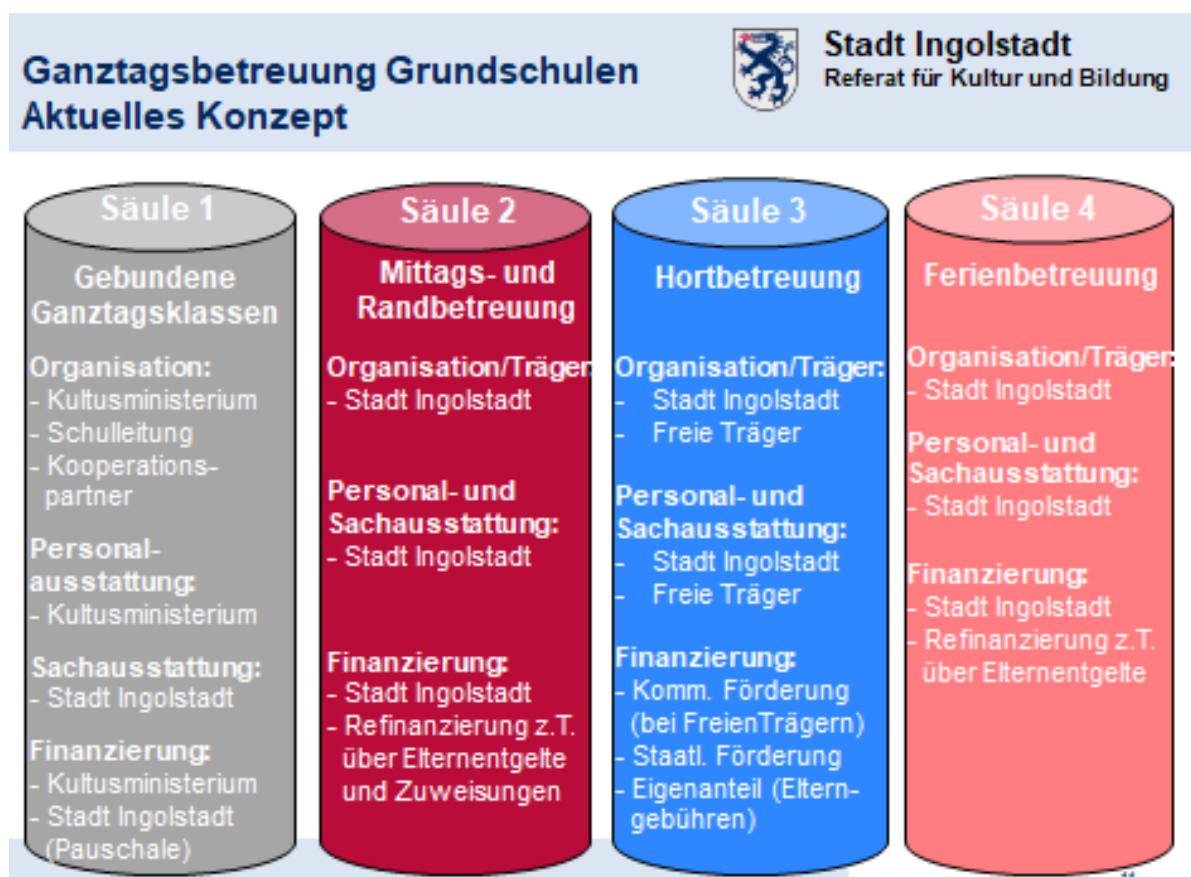 Ganztagsbetreuung Grundschulen
Aktuelles Konzept
Stadt Ingolstadt
Referat für Kultur und Bildung
Säule 1
Gebundene
Ganztagsklassen
Organisation:
- Kultusministerium
- Schulleitung
- Kooperations-
partner
Personal-
ausstattung:
- Kultusministerium
Sachausstattung:
- Stadt Ingolstadt
Finanzierung:
- Kultusministerium
- Stadt Ingolstadt
(Pauschale)
Säule 2
Mittags- und
Randbetreuung
Organisation/Träger:
- Stadt Ingolstadt
Personal- und
Sachausstattung:
- Stadt Ingolstadt
Finanzierung:
- Stadt Ingolstadt
- Refinanzierung z.T.
über Elternentgelte
und Zuweisungen
Säule 3
Hortbetreuung
Organisation/Träger:
- Stadt Ingolstadt
- Freie Träger
Personal- und
Sachausstattung:
- Stadt Ingolstadt
- Freie Träger
Finanzierung:
- Komm. Förderung
(bei FreienTrägern)
- Staatl. Förderung
- Eigenanteil (Eltern-
gebühren)
Säule 4
Ferienbetreuung
Organisation/Träger:
- Stadt Ingolstadt
Personal- und
Sachausstattung:
- Stadt Ingolstadt
Finanzierung:
- Stadt Ingolstadt
- Refinanzierung z.T.
über Elternentgelte